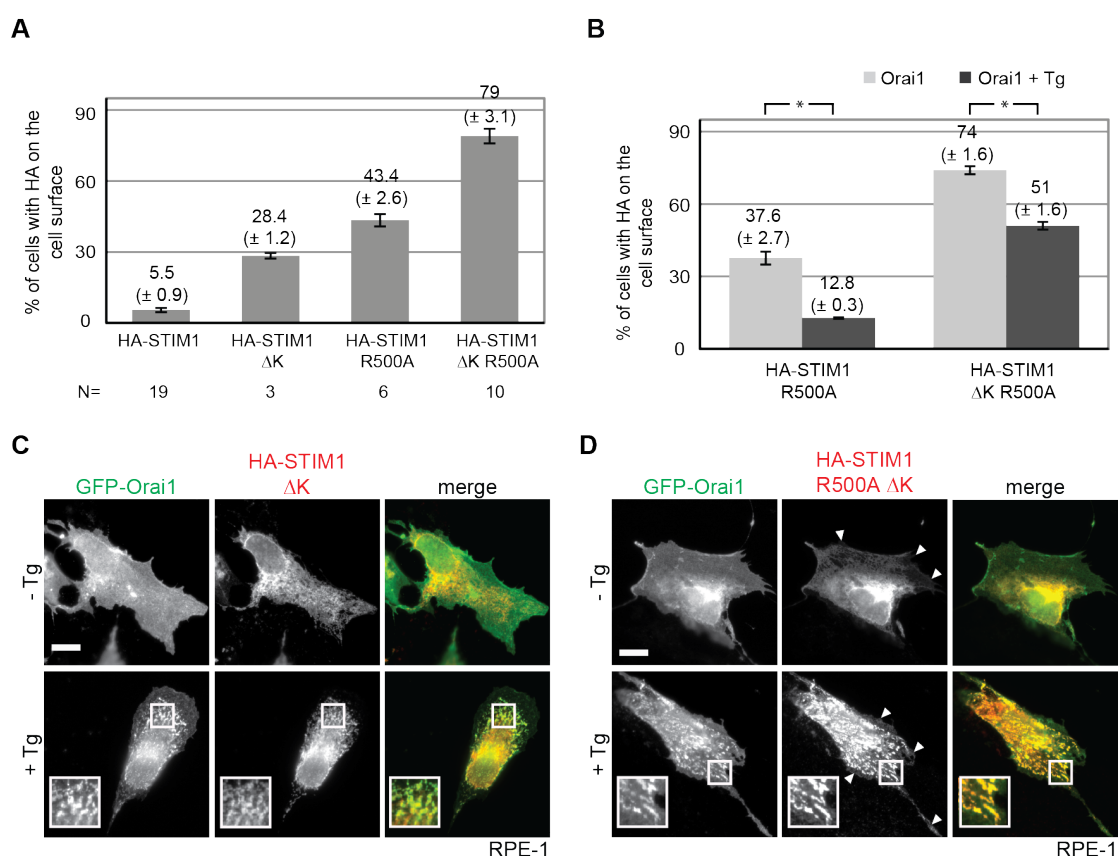 A
% of cells with HA on the
cell surface
90
60
30
0
5.5
(± 0.9)
28.4
(± 1.2)
43.4
(± 2.6)
79
(± 3.1)
HA-STIM1
HA-STIM1
ΔK
HA-STIM1
R500A
HA-STIM1
ΔK R500A
N= 19 3 6 10
B
Orai1
Orai1 + Tg
% of cells with HA on the
cell surface
90
60
30
0
*
*
37.6
(± 2.7)
12.8
(± 0.3)
74
(± 1.6)
51
(± 1.6)
HA-STIM1
R500A
HA-STIM1
ΔK R500A
C
GFP-Orai1
HA-STIM1
ΔK
merge
- Tg
+ Tg
RPE-1
D
GFP-Orai1
HA-STIM1
R500A ΔK
merge
- Tg
+ Tg
RPE-1